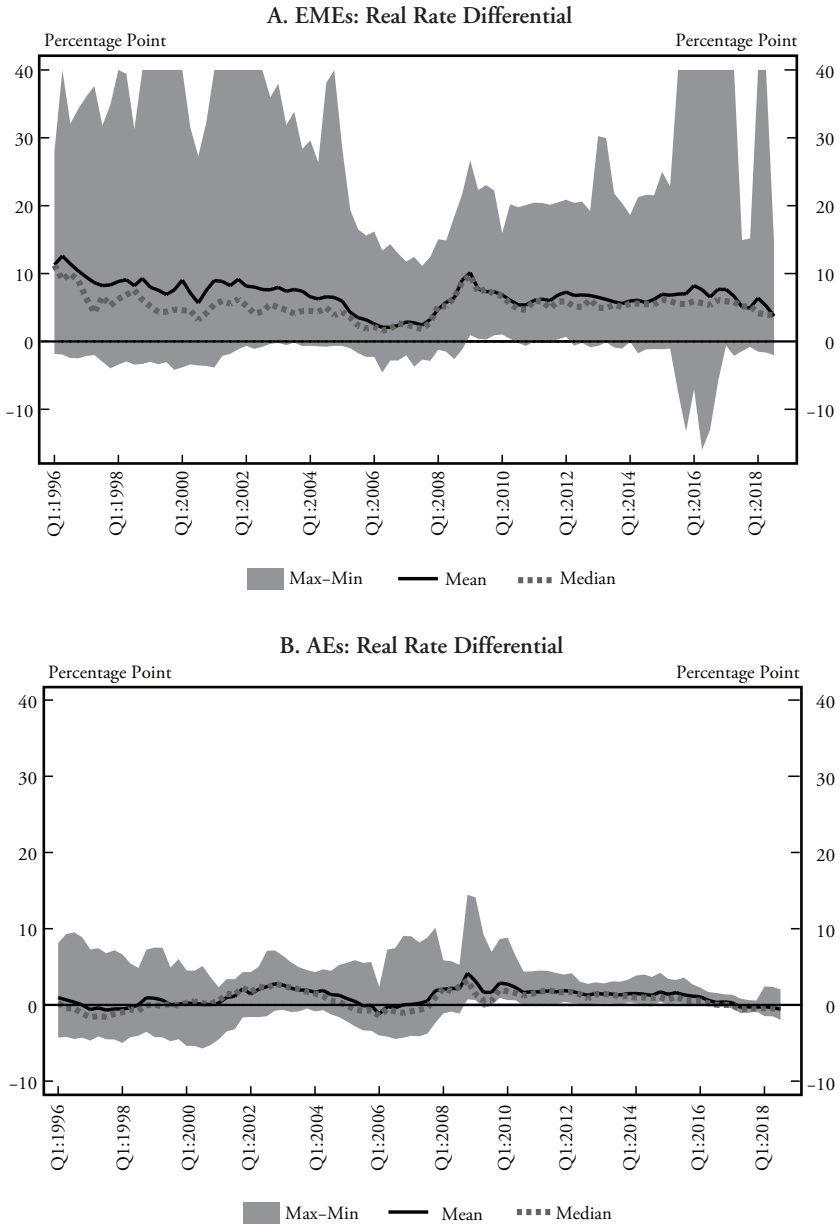 A. EMEs: Real Rate Differential
Percentage Point Percentage Point
40 40
30 30
20 20
10 10
0 0
–10 –10
Q1:1996 Q1:1998 Q1:2000 Q1:2002 Q1:2004 Q1:2006 Q1:2008 Q1:2010 Q1:2012 Q1:2014 Q1:2016 Q1:2018
Max–Min Mean Median
B. AEs: Real Rate Differential
Percentage Point Percentage Point
40 40
30 30
20 20
10 10
0 0
–10 –10
Q1:1996 Q1:1998 Q1:2000 Q1:2002 Q1:2004 Q1:2006 Q1:2008 Q1:2010 Q1:2012 Q1:2014 Q1:2016 Q1:2018
Max–Min Mean Median